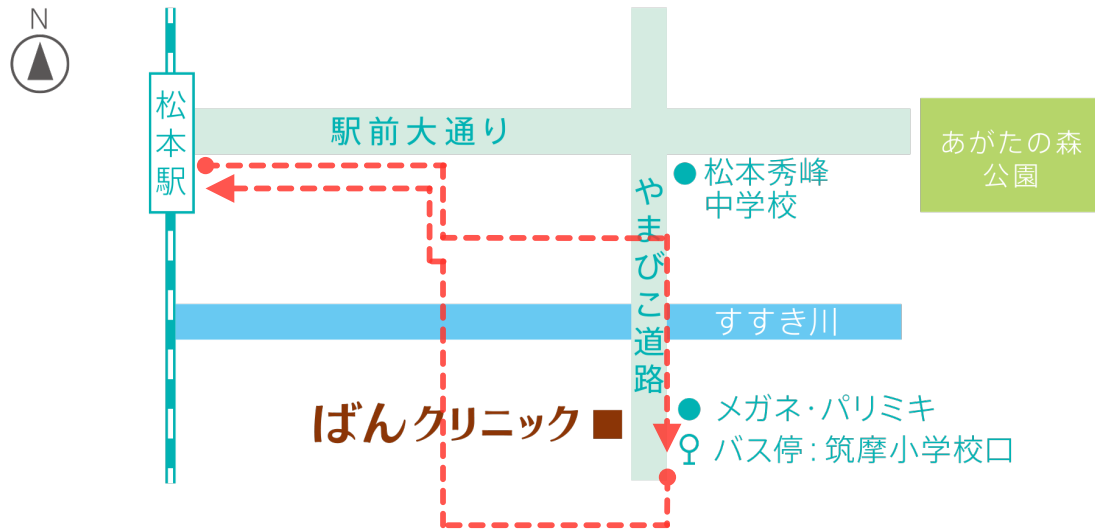 N
松本駅
駅前大通り
あがたの森
公園
松本秀峰
中学校
やまびこ道路
すすき川
ばんクリニック
メガネ・パリミキ
バス停:筑摩小学校口